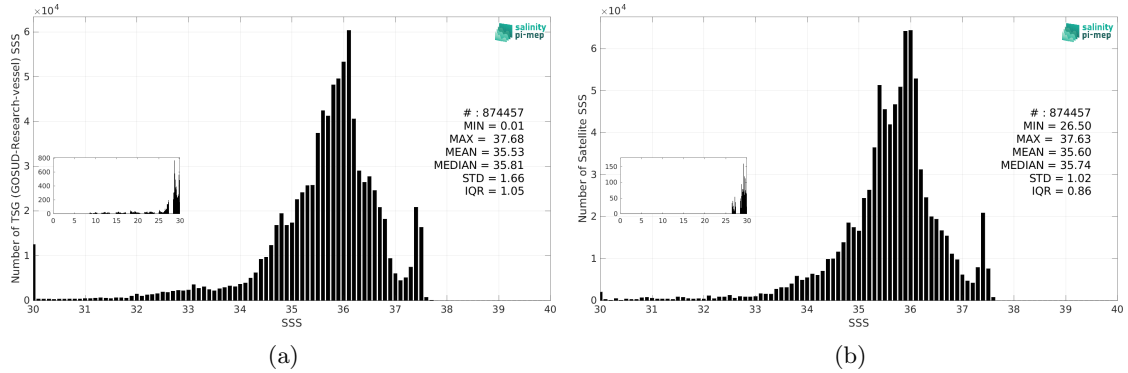 ×10⁴
6
5
4
3
2
1
0
Number of TSG (GOSUD-Research-vessel) SSS
salinity
pi-mep
# : 874457
MIN = 0.01
MAX = 37.68
MEAN = 35.53
MEDIAN = 35.81
STD = 1.66
IQR = 1.05
800
600
400
200
0
0 5 10 15 20 25 30
30 31 32 33 34 35 36 37 38 39 40
SSS
(a)
×10⁴
6
5
4
3
2
1
0
Number of Satellite SSS
salinity
pi-mep
# : 874457
MIN = 26.50
MAX = 37.63
MEAN = 35.60
MEDIAN = 35.74
STD = 1.02
IQR = 0.86
150
100
50
0
0 5 10 15 20 25 30
30 31 32 33 34 35 36 37 38 39 40
SSS
(b)